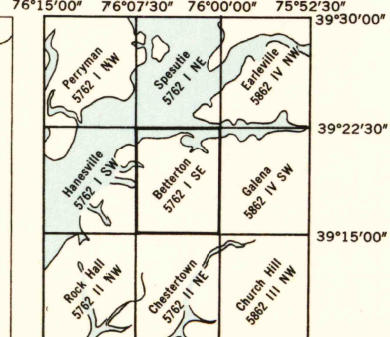 76°15'00" 76°07'30" 76°00'00" 75°52'30"
39°30'00"
Perryman
5762 I NW
Spesutie
5762 I NE
Earleville
5862 IV NW
39°22'30"
Hanesville
5762 I SW
Betterton
5762 I SE
Galena
5862 IV SW
39°15'00"
Rock Hall
5762 II NW
Chestertown
5762 II NE
Church Hill
5862 III NW